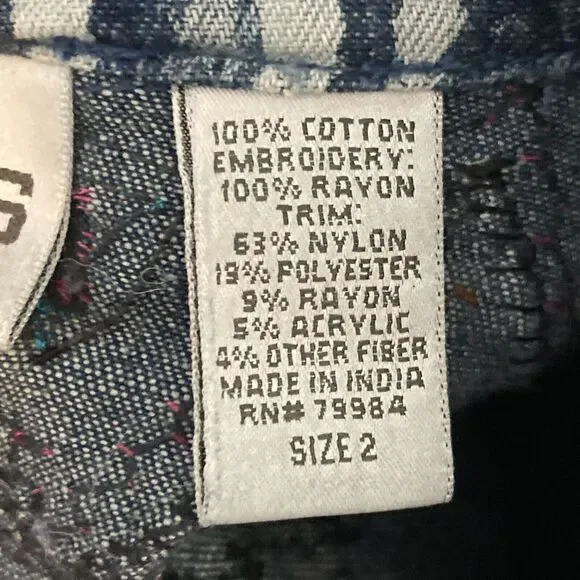 100% COTTON
EMBROIDERY:
100% RAYON
TRIM:
63% NYLON
19% POLYESTER
9% RAYON
5% ACRYLIC
4% OTHER FIBER
MADE IN INDIA
RN# 79984
SIZE 2